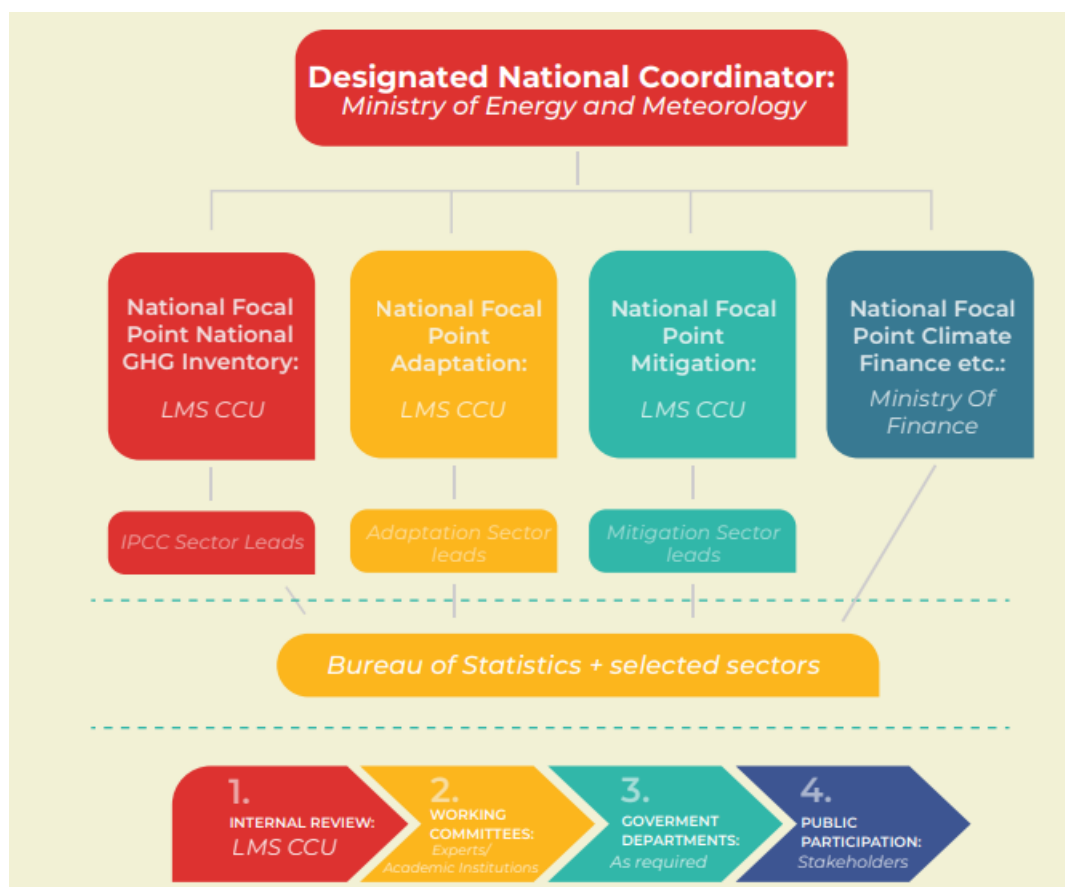 Designated National Coordinator:
Ministry of Energy and Meteorology
National Focal
Point National
GHG Inventory:
LMS CCU
National Focal
Point
Adaptation:
LMS CCU
National Focal
Point
Mitigation:
LMS CCU
National Focal
Point Climate
Finance etc.:
Ministry Of
Finance
IPCC Sector Leads
Adaptation Sector
leads
Mitigation Sector
leads
Bureau of Statistics + selected sectors
1.
INTERNAL REVIEW:
LMS CCU
2.
WORKING
COMMITTEES:
Experts/
Academic Institutions
3.
GOVERMENT
DEPARTMENTS:
As required
4.
PUBLIC
PARTICIPATION:
Stakeholders